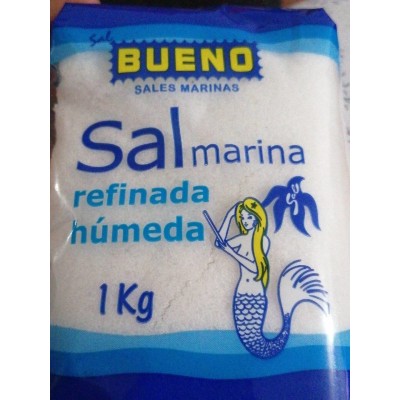 Sal
BUENO
SALES MARINAS
Sal marina
refinada
húmeda
1 Kg